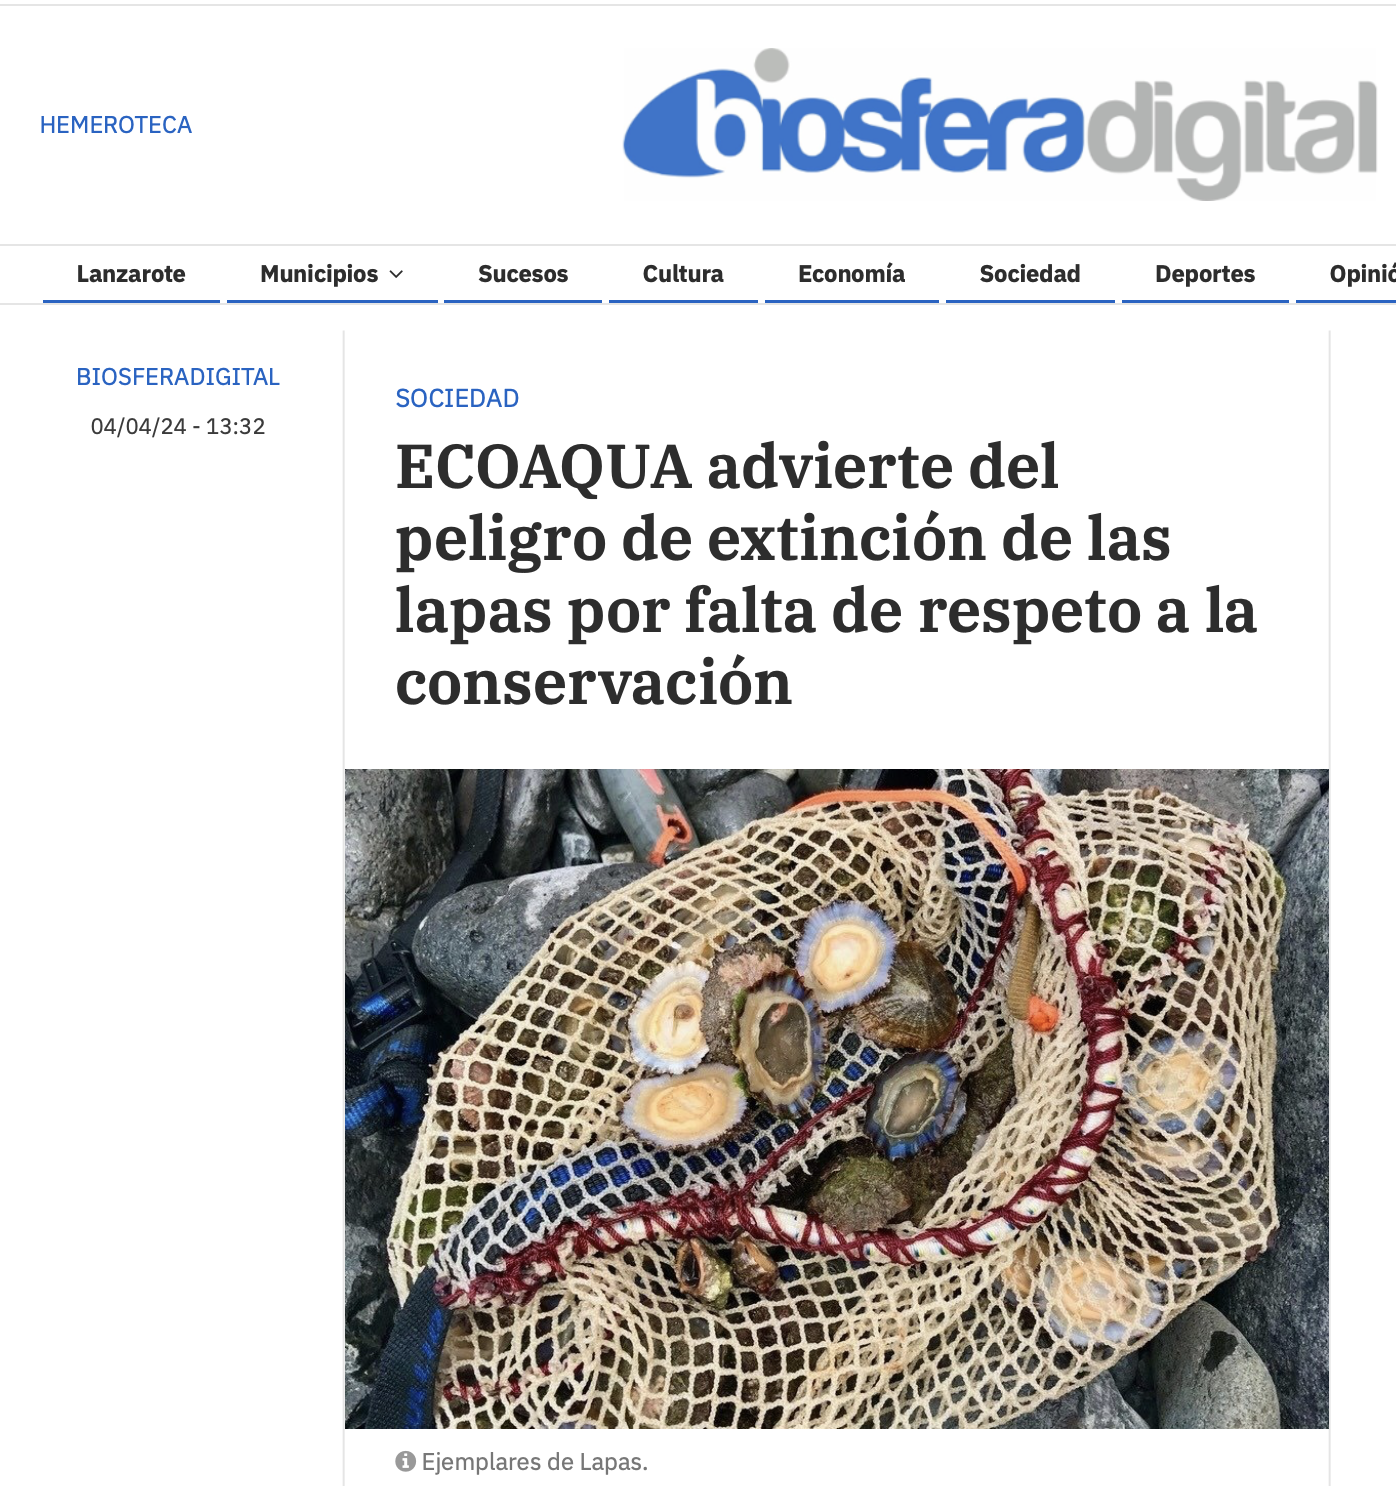 HEMEROTECA
biosferadigital
Lanzarote
Municipios
Sucesos
Cultura
Economía
Sociedad
Deportes
Opinió
BIOSFERADIGITAL
04/04/24 - 13:32
SOCIEDAD
ECOAQUA advierte del
peligro de extinción de las
lapas por falta de respeto a la
conservación
Ejemplares de Lapas.